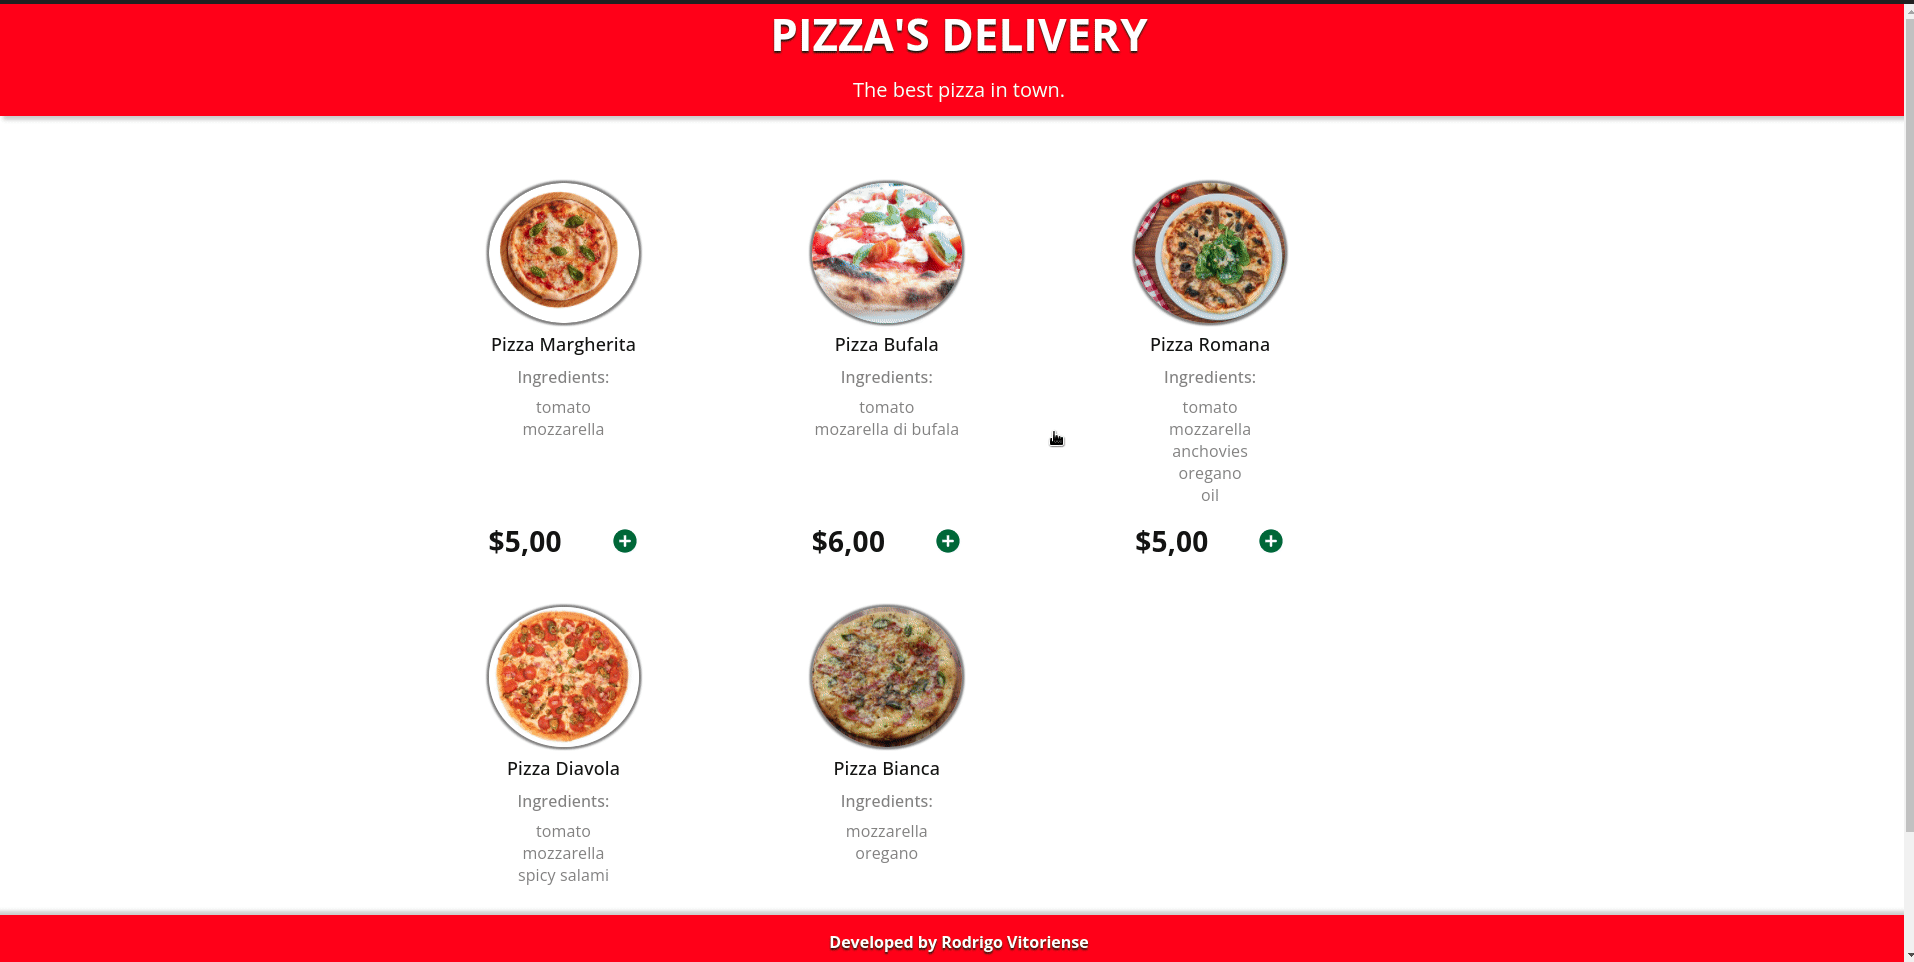 PIZZA'S DELIVERY
The best pizza in town.
Pizza Margherita
Ingredients:
tomato
mozzarella
$5,00
Pizza Bufala
Ingredients:
tomato
mozarella di bufala
$6,00
Pizza Romana
Ingredients:
tomato
mozzarella
anchovies
oregano
oil
$5,00
Pizza Diavola
Ingredients:
tomato
mozzarella
spicy salami
Pizza Bianca
Ingredients:
mozzarella
oregano
Developed by Rodrigo Vitoriense